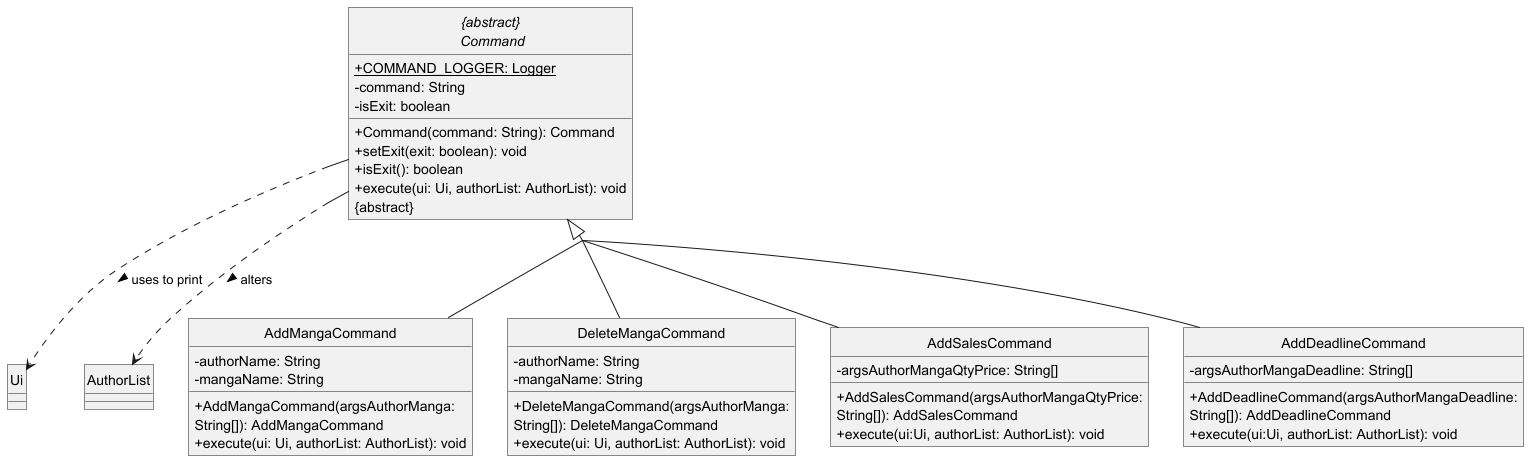 {abstract}
Command
+COMMAND_LOGGER: Logger
-command: String
-isExit: boolean
+Command(command: String): Command
+setExit(exit: boolean): void
+isExit(): boolean
+execute(ui: Ui, authorList: AuthorList): void
{abstract}
uses to print
alters
Ui
AuthorList
AddMangaCommand
-authorName: String
-mangaName: String
+AddMangaCommand(argsAuthorManga:
String[]): AddMangaCommand
+execute(ui: Ui, authorList: AuthorList): void
DeleteMangaCommand
-authorName: String
-mangaName: String
+DeleteMangaCommand(argsAuthorManga:
String[]): DeleteMangaCommand
+execute(ui: Ui, authorList: AuthorList): void
AddSalesCommand
-argsAuthorMangaQtyPrice: String[]
+AddSalesCommand(argsAuthorMangaQtyPrice:
String[]): AddSalesCommand
+execute(ui:Ui, authorList: AuthorList): void
AddDeadlineCommand
-argsAuthorMangaDeadline: String[]
+AddDeadlineCommand(argsAuthorMangaDeadline:
String[]): AddDeadlineCommand
+execute(ui:Ui, authorList: AuthorList): void